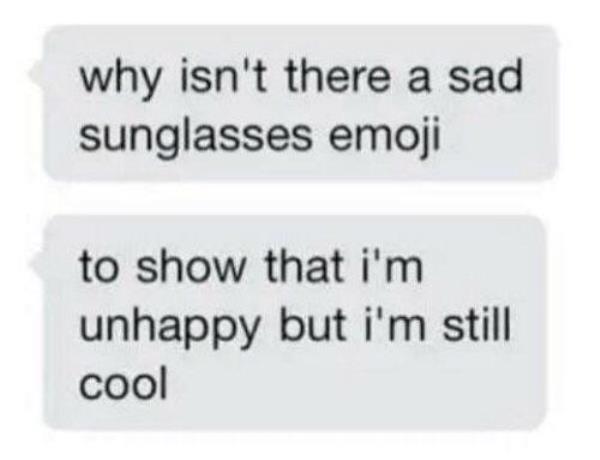 why isn't there a sad
sunglasses emoji
to show that i'm
unhappy but i'm still
cool